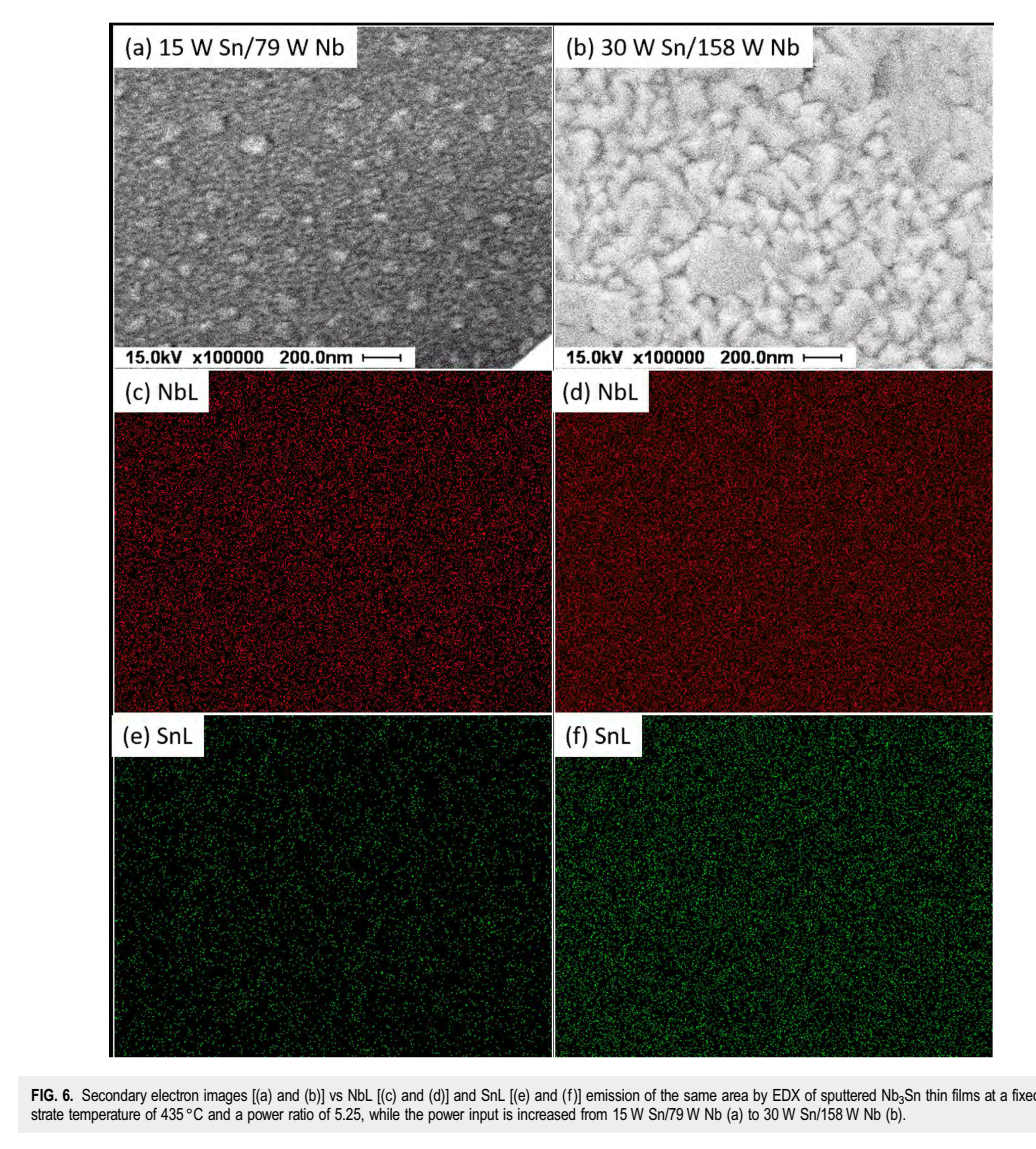 (a) 15 W Sn/79 W Nb
(b) 30 W Sn/158 W Nb
15.0kV x100000 200.0nm
15.0kV x100000 200.0nm
(c) NbL
(d) NbL
(e) SnL
(f) SnL
FIG. 6. Secondary electron images [(a) and (b)] vs NbL [(c) and (d)] and SnL [(e) and (f)] emission of the same area by EDX of sputtered Nb₃Sn thin films at a fixed
strate temperature of 435 °C and a power ratio of 5.25, while the power input is increased from 15 W Sn/79 W Nb (a) to 30 W Sn/158 W Nb (b).